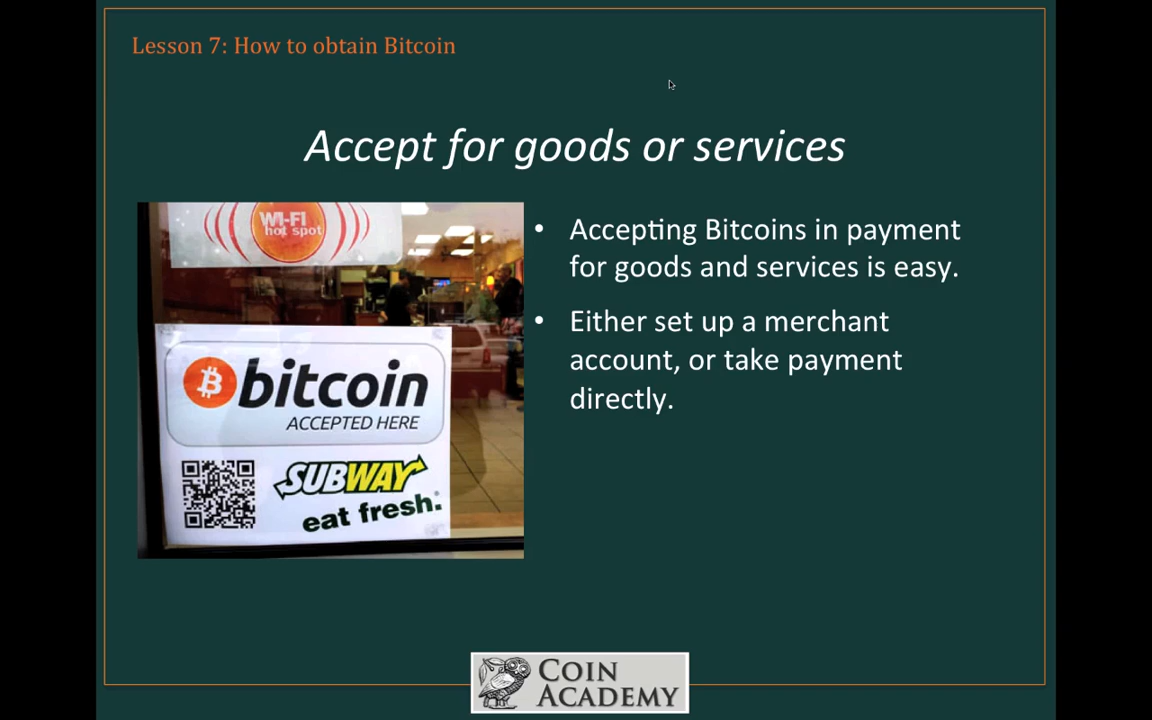 Lesson 7: How to obtain Bitcoin
Accept for goods or services
WI-FI
hot spot
bitcoin
ACCEPTED HERE
SUBWAY
eat fresh.
• Accepting Bitcoins in payment
for goods and services is easy.
• Either set up a merchant
account, or take payment
directly.
COIN
ACADEMY